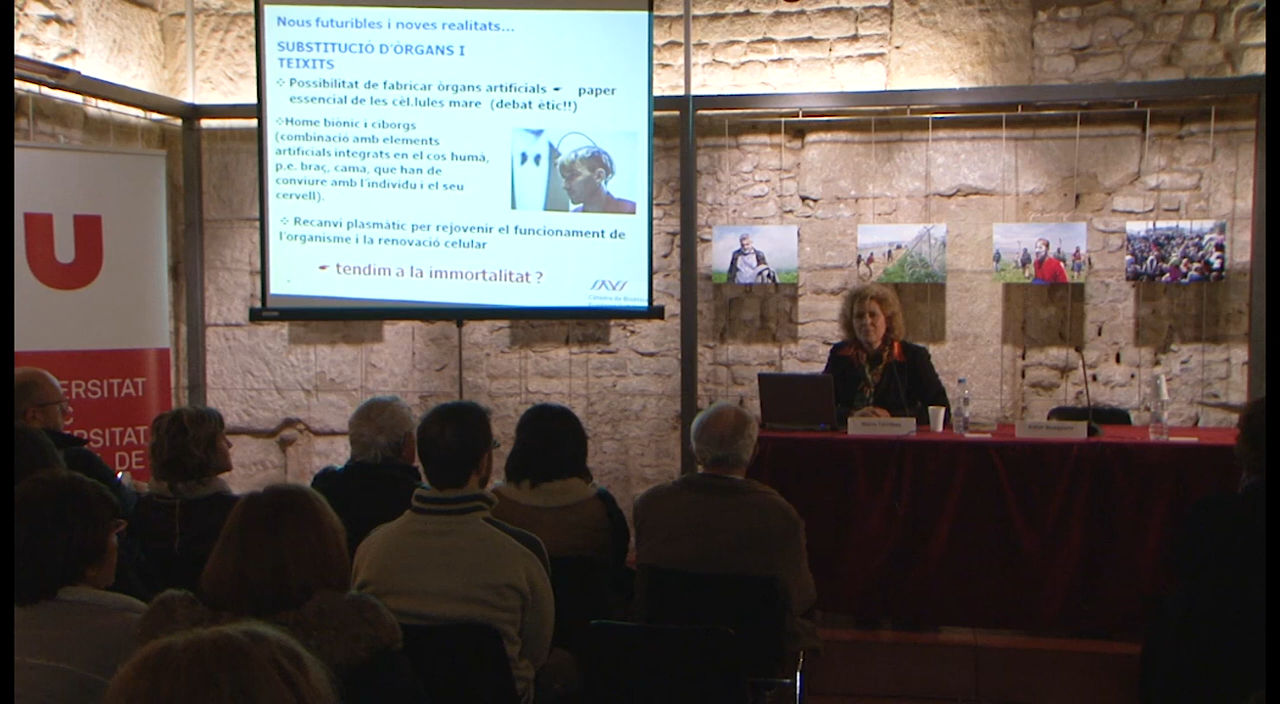 Nous futuribles i noves realitats...
SUBSTITUCIÓ D'ÒRGANS I
TEIXITS
Possibilitat de fabricar òrgans artificials paper
essencial de les cèl.lules mare (debat ètic!!)
Home biònic i ciborgs
(combinació amb elements
artificials integrats en el cos humà,
p.e. braç, cama, que han de
conviure amb l'individu i el seu
cervell).
Recanvi plasmàtic per rejovenir el funcionament de
l'organisme i la renovació cel·lular
tendim a la immortalitat ?
Càtedra de
U
ERSITAT
C
ERSITAT
DE